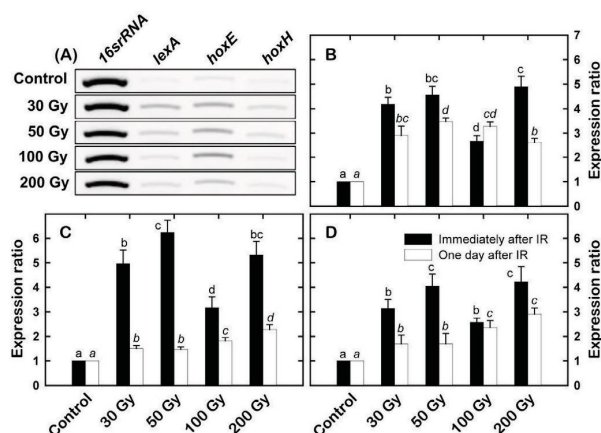 (A) 16srRNA lexA hoxE hoxH
Control
30 Gy
50 Gy
100 Gy
200 Gy
B
7
6
5
4
3
2
1
Expression ratio
a a b bc bc d d cd c b
C
Expression ratio
6
5
4
3
2
1
0
a a b b c b d c bc d
Control 30 Gy 50 Gy 100 Gy 200 Gy
D
Immediately after IR
One day after IR
6
5
4
3
2
1
0
Expression ratio
a a b b c b b c c c
Control 30 Gy 50 Gy 100 Gy 200 Gy